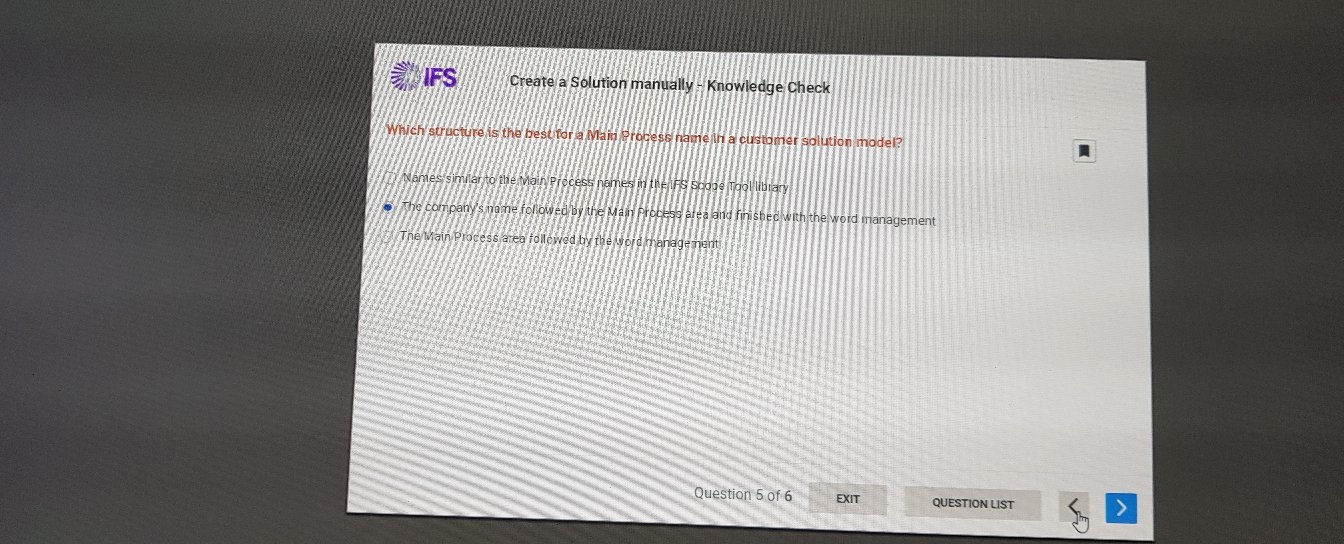 IFS
Create a Solution manually - Knowledge Check
Which structure is the best for a Main Process name in a customer solution model?
Names similar to the Main Process names in the IFS Scope Tool library
The company's name followed by the Main Process area and finished with the word management
The Main Process area followed by the word management
Question 5 of 6
EXIT
QUESTION LIST